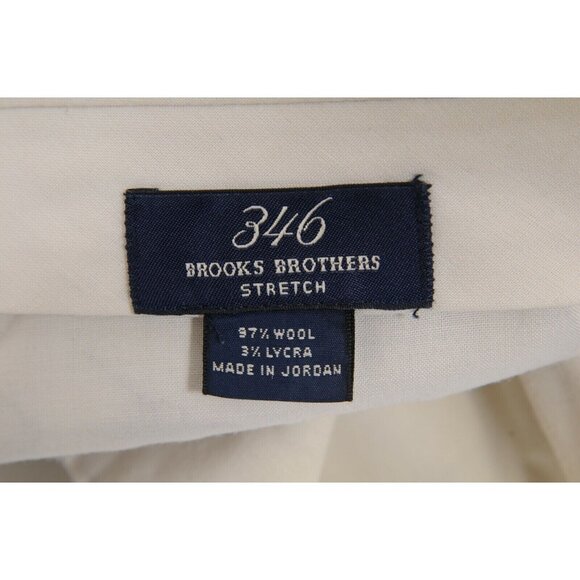 346
BROOKS BROTHERS
STRETCH
97% WOOL
3% LYCRA
MADE IN JORDAN